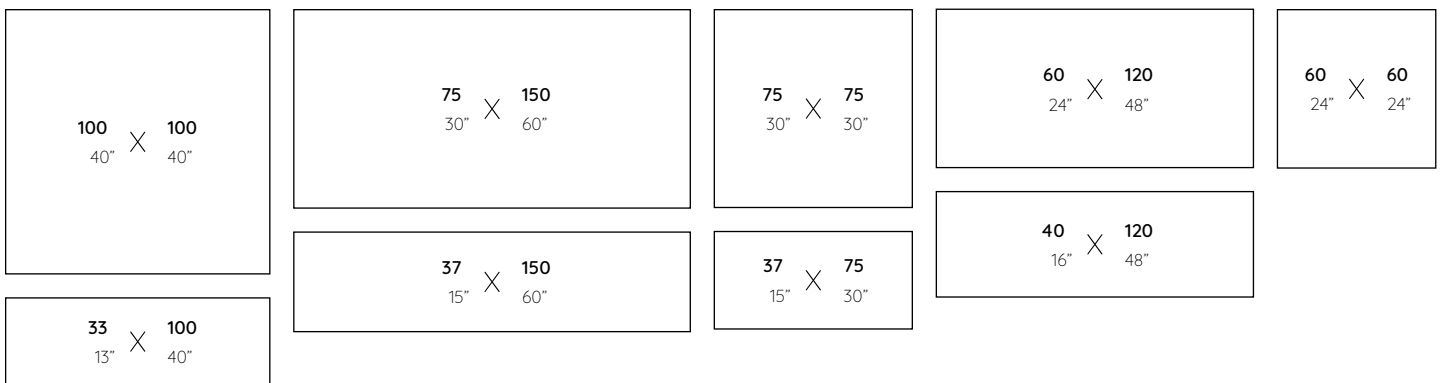 100 X 100
40” 40”
75 X 150
30” 60”
75 X 75
30” 30”
60 X 120
24” 48”
60 X 60
24” 24”
33 X 100
13” 40”
37 X 150
15” 60”
37 X 75
15” 30”
40 X 120
16” 48”